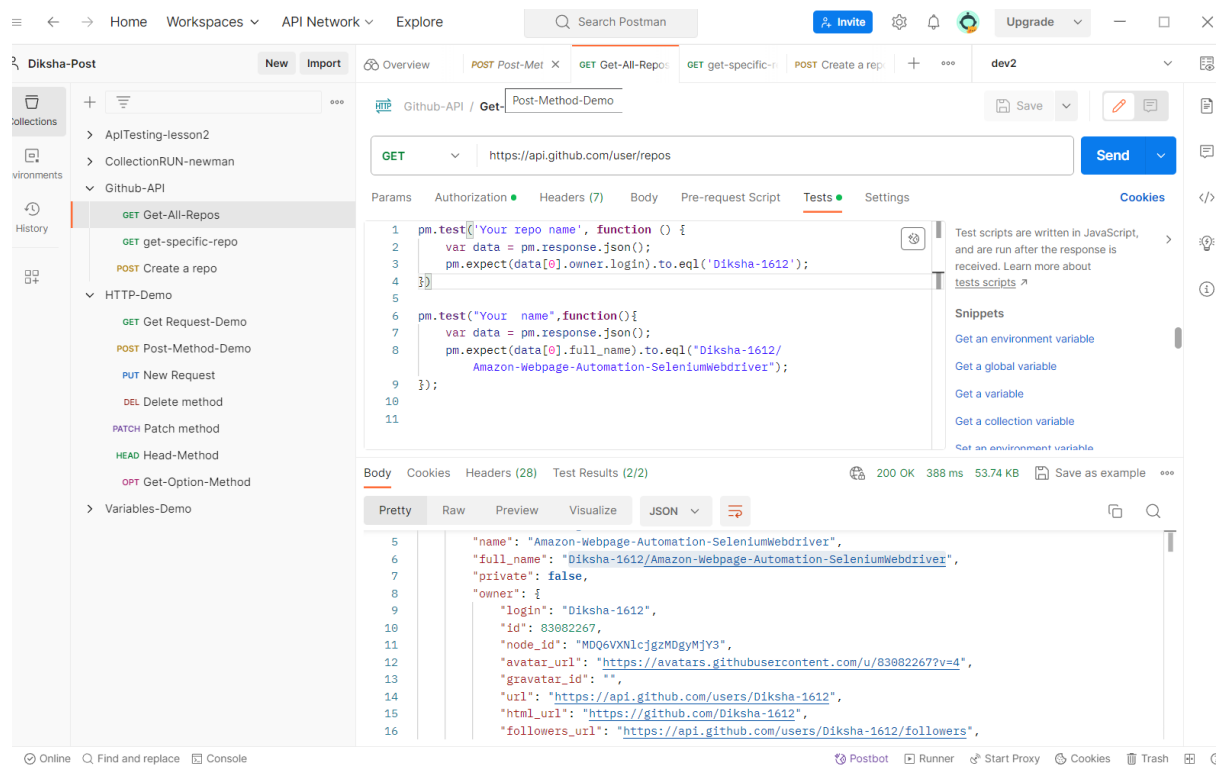 Home Workspaces API Network Explore Search Postman Invite Upgrade
Diksha-Post New Import Overview POST Post-Met GET Get-All-Repos GET get-specific-r POST Create a rep dev2
Github-API / Get- Post-Method-Demo Save
ollections
vironments
History
ApITesting-lesson2
CollectionRUN-newman
Github-API
GET Get-All-Repos
GET get-specific-repo
POST Create a repo
HTTP-Demo
GET Get Request-Demo
POST Post-Method-Demo
PUT New Request
DEL Delete method
PATCH Patch method
HEAD Head-Method
OPT Get-Option-Method
Variables-Demo
GET https://api.github.com/user/repos Send
Params Authorization Headers (7) Body Pre-request Script Tests Settings Cookies
1 pm.test('Your repo name', function () {
2 var data = pm.response.json();
3 pm.expect(data[0].owner.login).to.eql('Diksha-1612');
4 })
5
6 pm.test("Your  name",function(){
7 var data = pm.response.json();
8 pm.expect(data[0].full_name).to.eql("Diksha-1612/
Amazon-Webpage-Automation-SeleniumWebdriver");
9 });
10
11
Test scripts are written in JavaScript,
and are run after the response is
received. Learn more about
tests scripts ↗
Snippets
Get an environment variable
Get a global variable
Get a variable
Get a collection variable
Set an environment variable
Body Cookies Headers (28) Test Results (2/2) 200 OK 388 ms 53.74 KB Save as example
Pretty Raw Preview Visualize JSON
5 "name": "Amazon-Webpage-Automation-SeleniumWebdriver",
6 "full_name": "Diksha-1612/Amazon-Webpage-Automation-SeleniumWebdriver",
7 "private": false,
8 "owner": {
9 "login": "Diksha-1612",
10 "id": 83082267,
11 "node_id": "MDQ6VXNlcjgzMDgyMjY3",
12 "avatar_url": "https://avatars.githubusercontent.com/u/83082267?v=4",
13 "gravatar_id": "",
14 "url": "https://api.github.com/users/Diksha-1612",
15 "html_url": "https://github.com/Diksha-1612",
16 "followers_url": "https://api.github.com/users/Diksha-1612/followers",
Online Find and replace Console Postbot Runner Start Proxy Cookies Trash